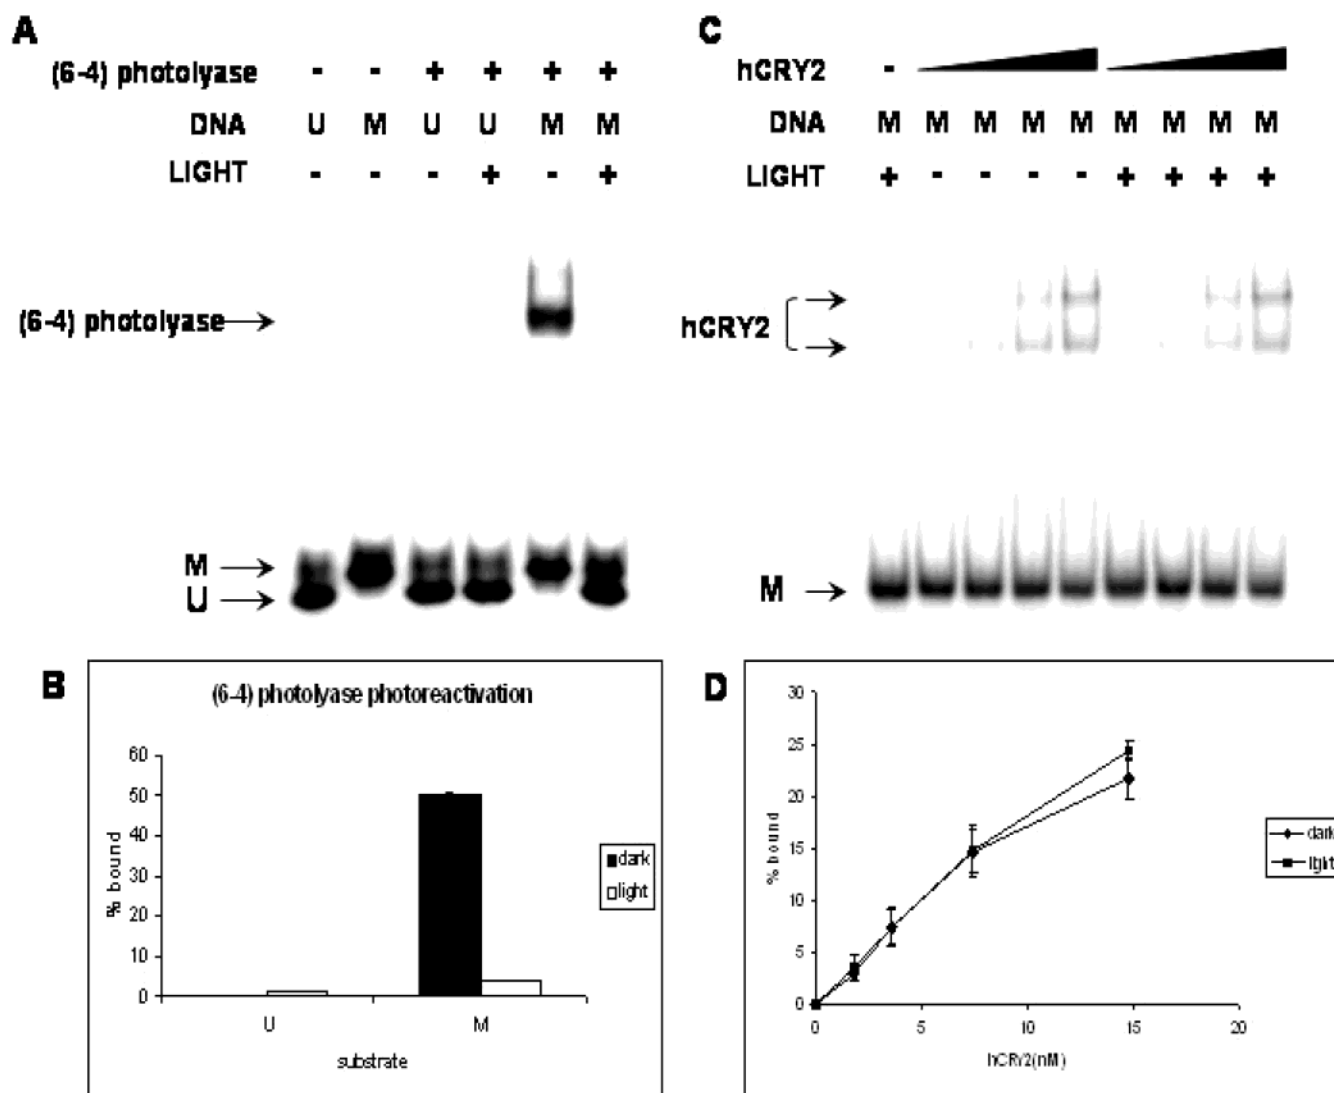 A
(6-4) photolyase - - + + + +
DNA U M U U M M
LIGHT - - - + - +
(6-4) photolyase
M
U
B
(6-4) photolyase photoreactivation
60
50
40
30
20
10
0
% bound
U M
substrate
dark
light
C
hCRY2 -
DNA M M M M M M M M M
LIGHT + - - - - + + + +
hCRY2
M
D
30
25
20
15
10
5
0
% bound
0 5 10 15 20
hCRY2(nM)
dark
light